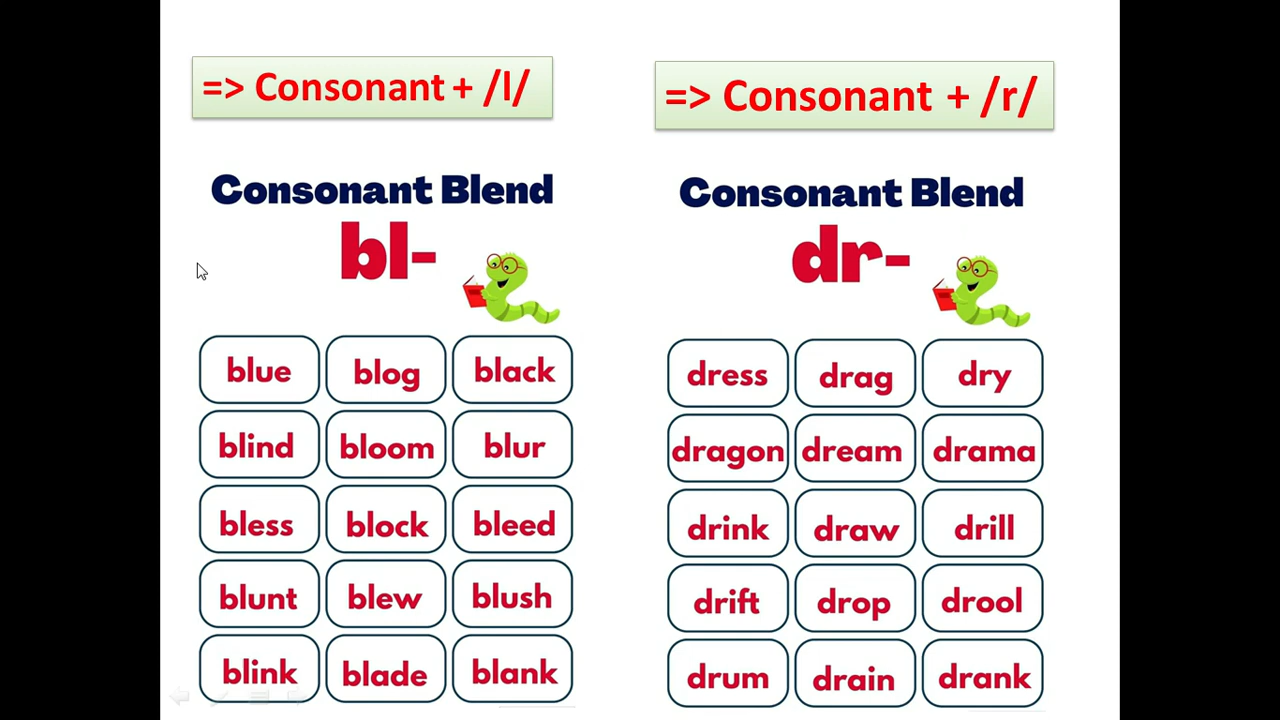 => Consonant + /l/
Consonant Blend
bl-
blue blog black
blind bloom blur
bless block bleed
blunt blew blush
blink blade blank
=> Consonant + /r/
Consonant Blend
dr-
dress drag dry
dragon dream drama
drink draw drill
drift drop drool
drum drain drank